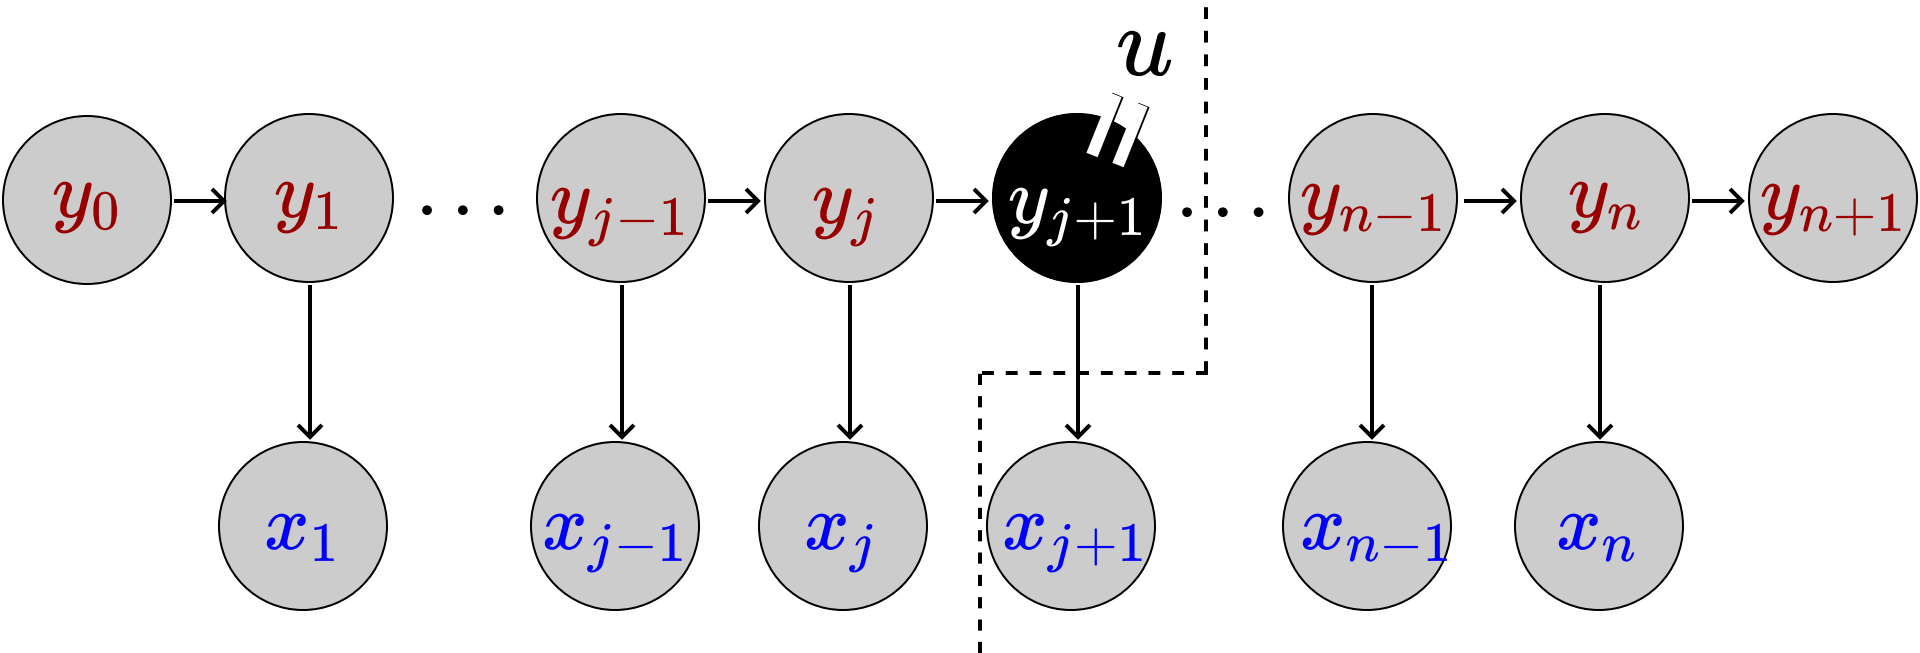 u
y₀ y₁ ... yⱼ₋₁ yⱼ yⱼ₊₁ ... yₙ₋₁ yₙ yₙ₊₁
x₁ xⱼ₋₁ xⱼ xⱼ₊₁ xₙ₋₁ xₙ